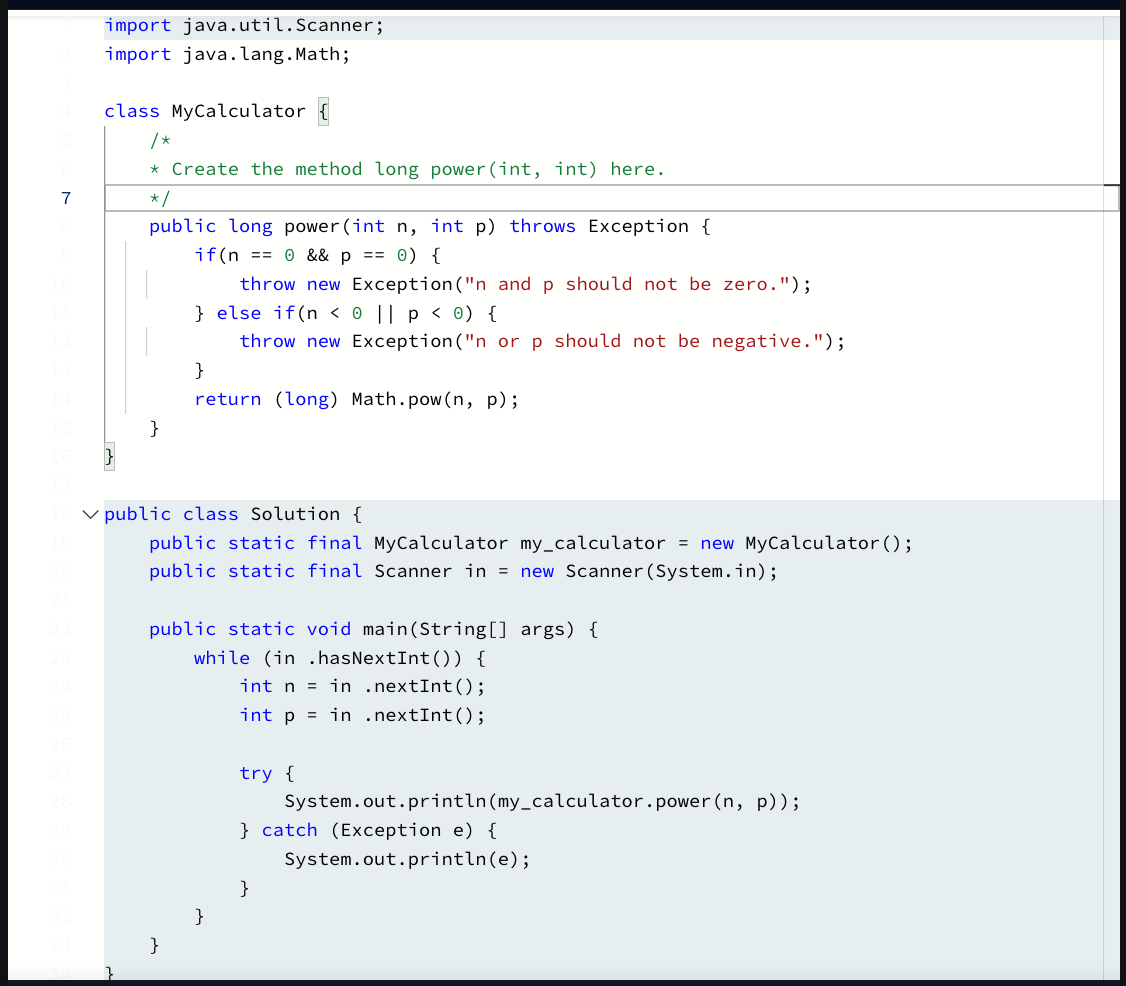 1 import java.util.Scanner;
2 import java.lang.Math;
3
4 class MyCalculator {
5     /*
6     * Create the method long power(int, int) here.
7     */
8     public long power(int n, int p) throws Exception {
9         if(n == 0 && p == 0) {
10             throw new Exception("n and p should not be zero.");
11         } else if(n < 0 || p < 0) {
12             throw new Exception("n or p should not be negative.");
13         }
14         return (long) Math.pow(n, p);
15     }
16 }
17
18 public class Solution {
19     public static final MyCalculator my_calculator = new MyCalculator();
20     public static final Scanner in = new Scanner(System.in);
21
22     public static void main(String[] args) {
23         while (in .hasNextInt()) {
24             int n = in .nextInt();
25             int p = in .nextInt();
26
27             try {
28                 System.out.println(my_calculator.power(n, p));
29             } catch (Exception e) {
30                 System.out.println(e);
31             }
32         }
33     }
34 }